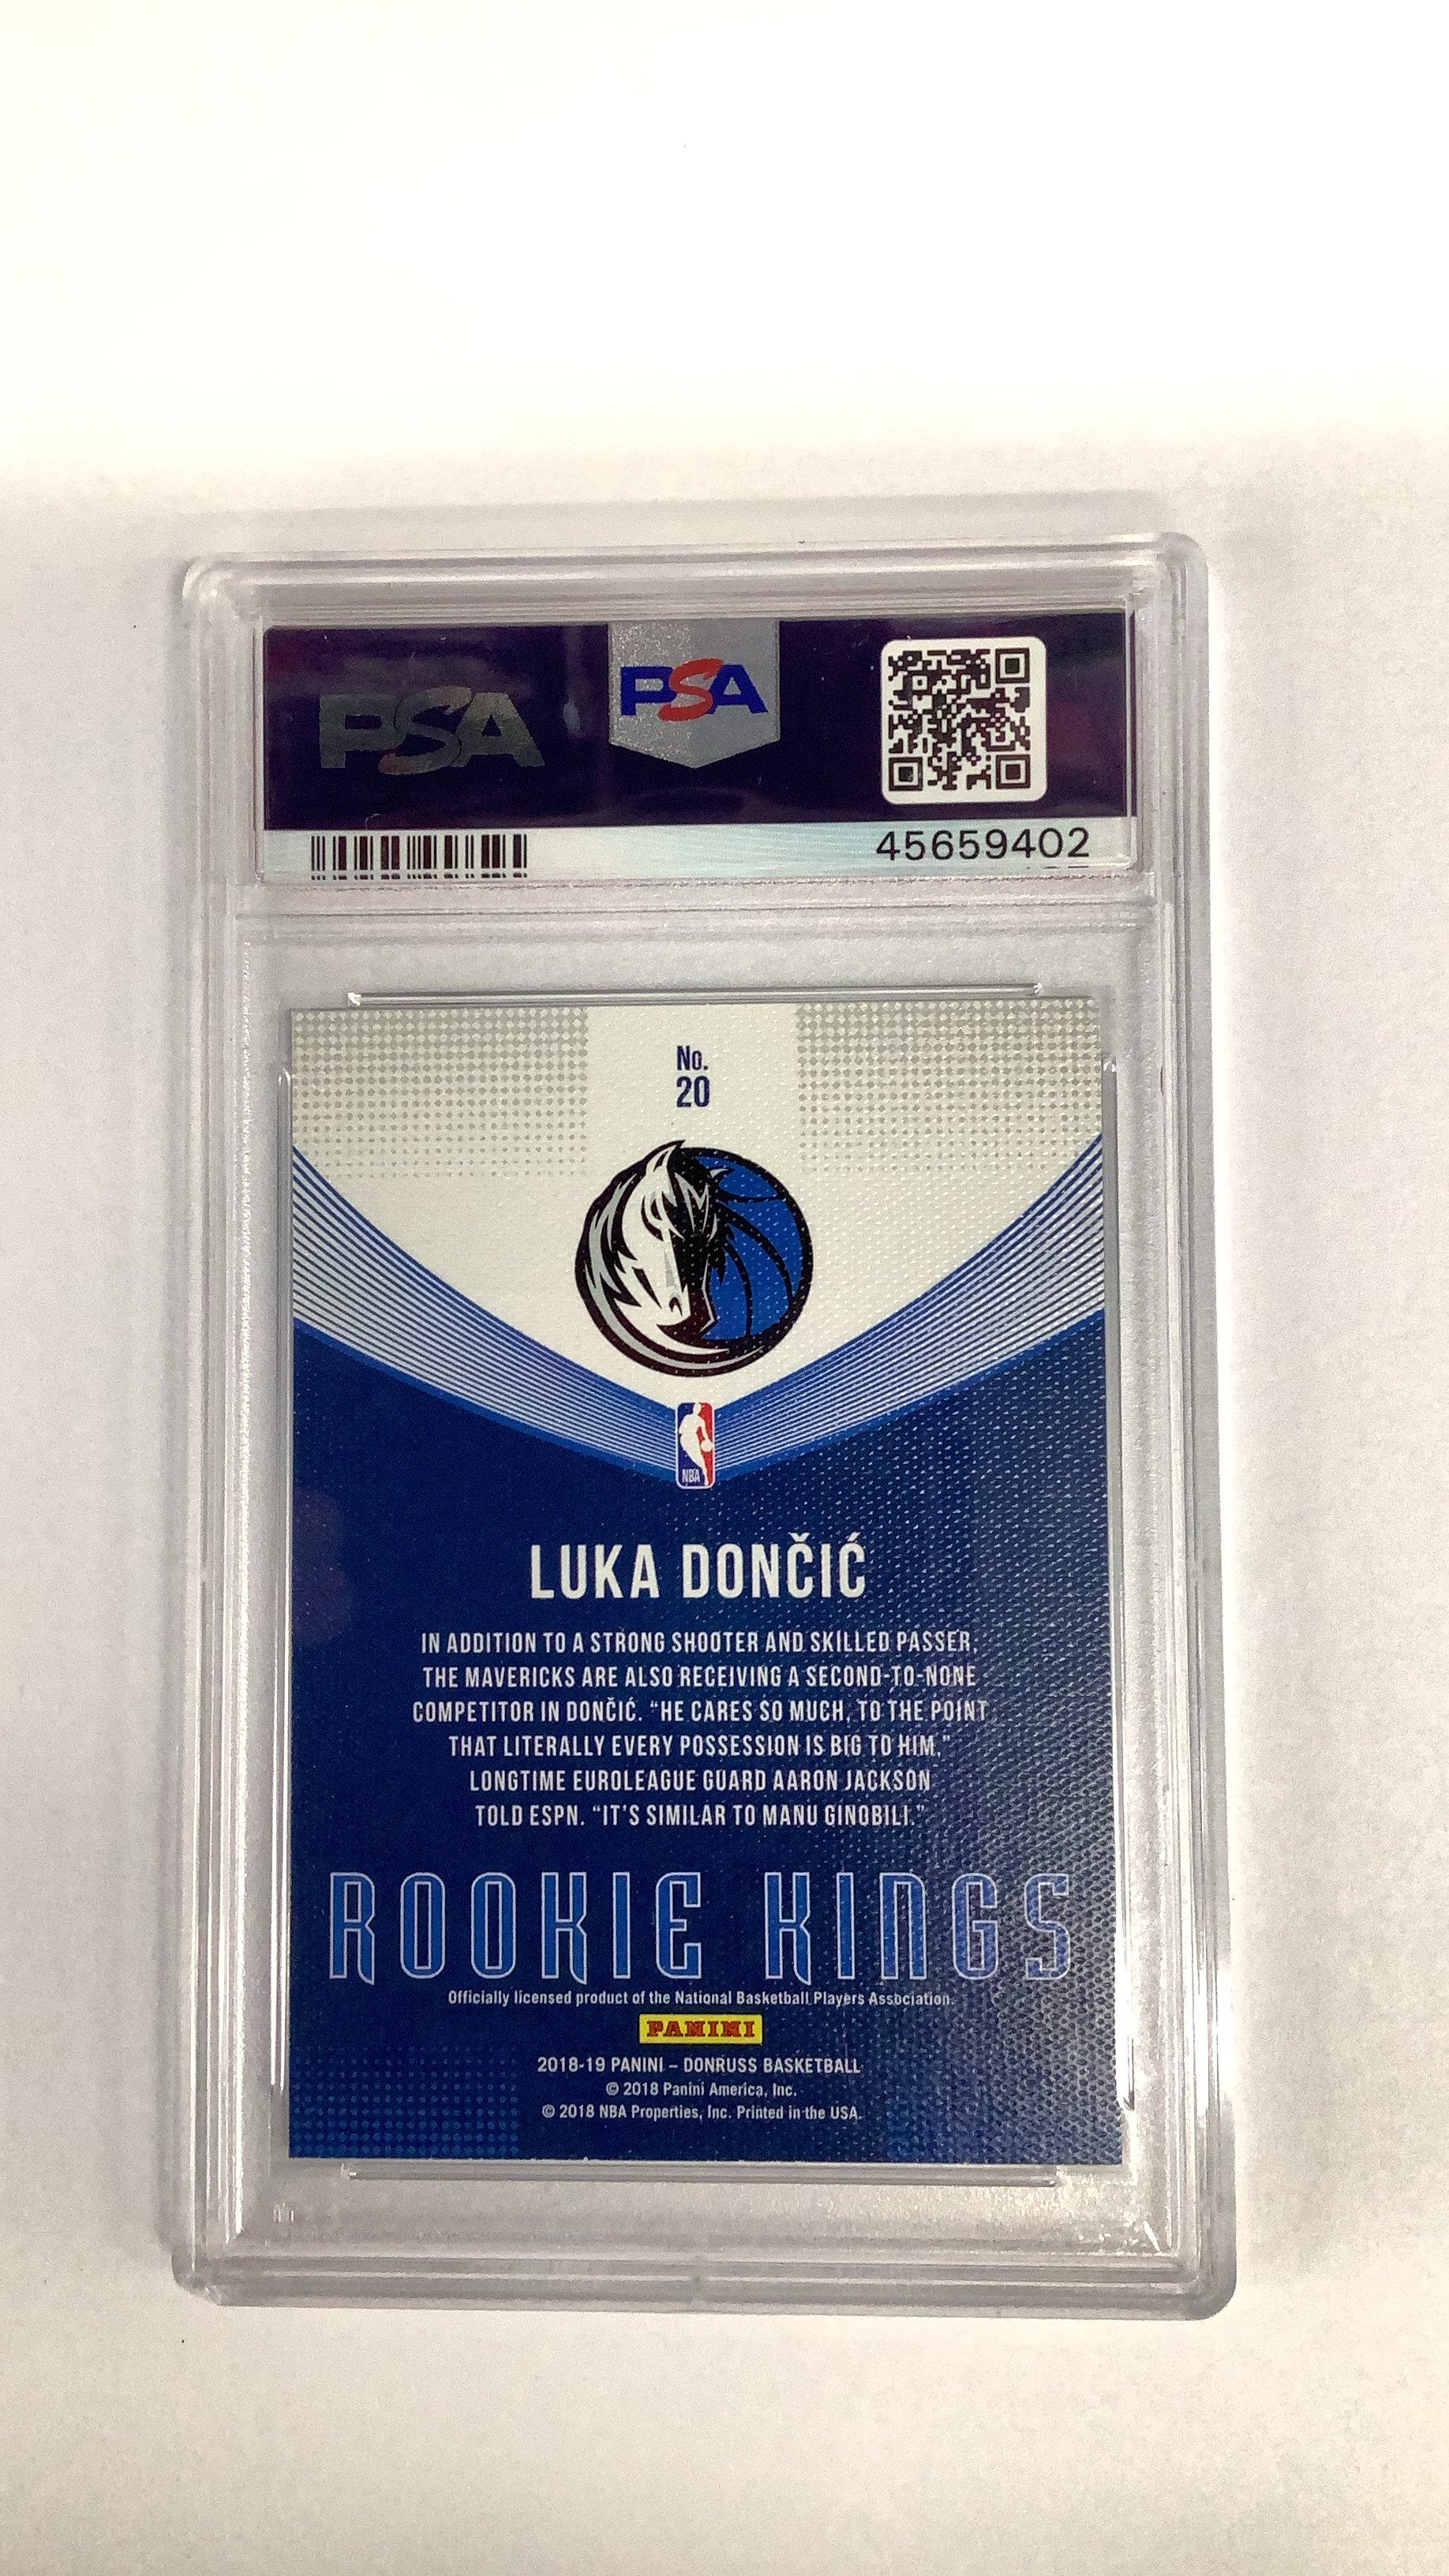 PSA
PSA
45659402
No.
20
NBA
LUKA DONČIĆ
IN ADDITION TO A STRONG SHOOTER AND SKILLED PASSER,
THE MAVERICKS ARE ALSO RECEIVING A SECOND-TO-NONE
COMPETITOR IN DONČIĆ. “HE CARES SO MUCH, TO THE POINT
THAT LITERALLY EVERY POSSESSION IS BIG TO HIM,”
LONGTIME EUROLEAGUE GUARD AARON JACKSON
TOLD ESPN. “IT’S SIMILAR TO MANU GINOBILI.”
ROOKIE KINGS
Officially licensed product of the National Basketball Players Association.
PANINI
2018-19 PANINI – DONRUSS BASKETBALL
© 2018 Panini America, Inc.
© 2018 NBA Properties, Inc. Printed in the USA.